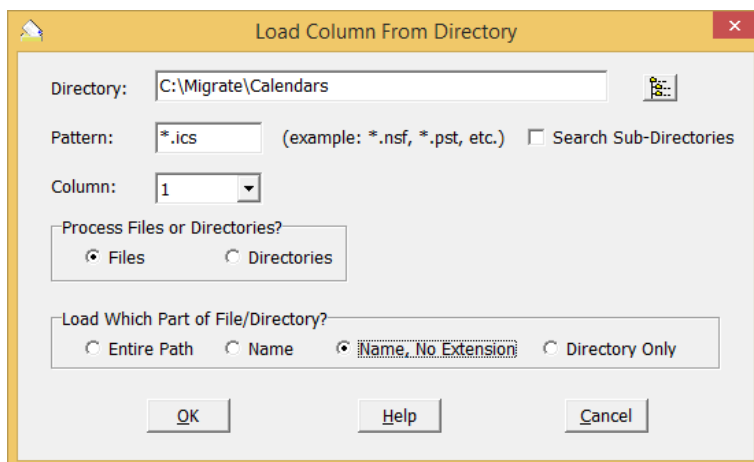 Load Column From Directory
Directory: C:\Migrate\Calendars
Pattern: *.ics (example: *.nsf, *.pst, etc.) Search Sub-Directories
Column: 1
Process Files or Directories?
Files Directories
Load Which Part of File/Directory?
Entire Path Name Name, No Extension Directory Only
OK Help Cancel